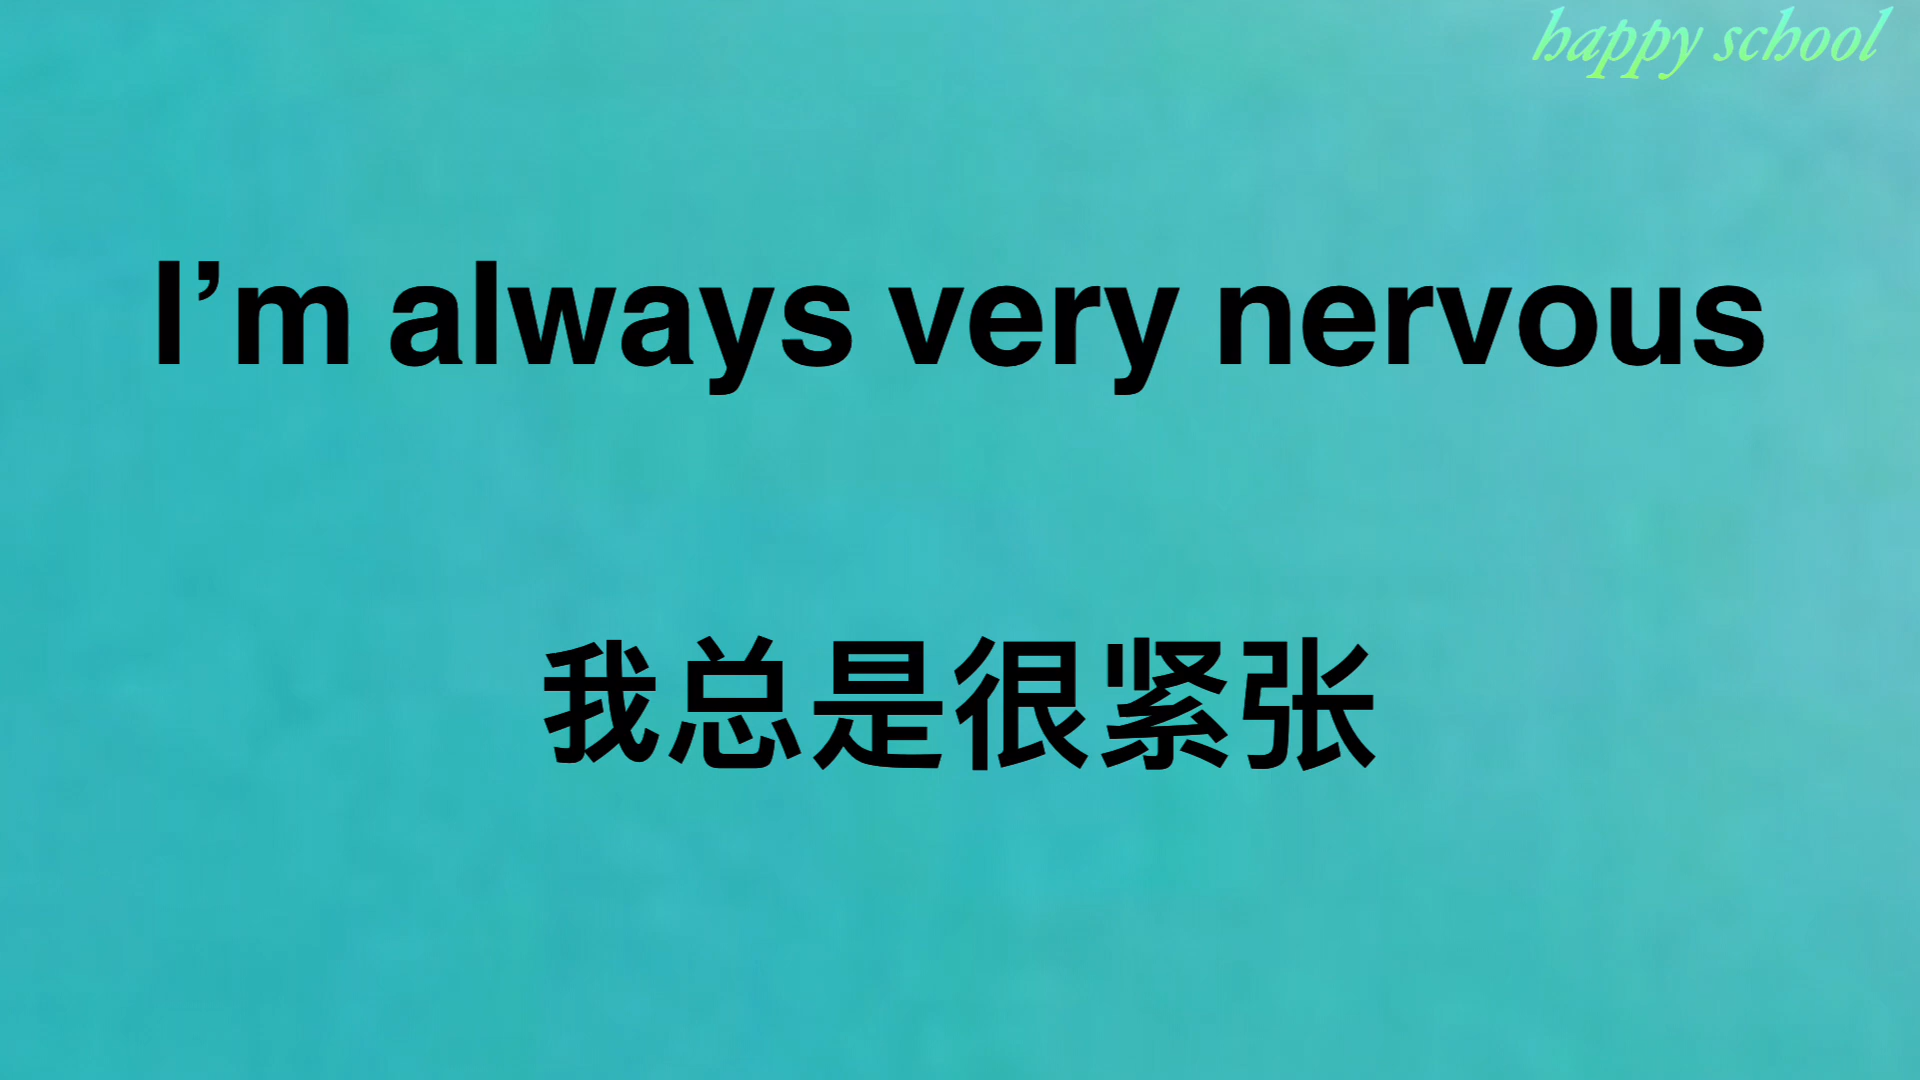 happy school
I’m always very nervous
我总是很紧张